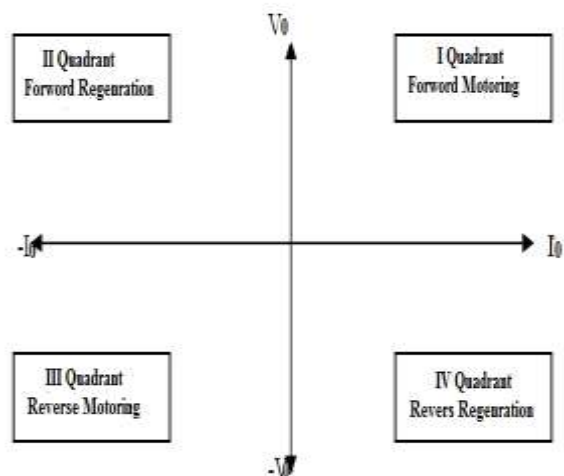 V0
II Quadrant
Forword Regenration
I Quadrant
Forword Motoring
-I0
I0
III Quadrant
Reverse Motoring
IV Quadrant
Revers Regenration
-V0